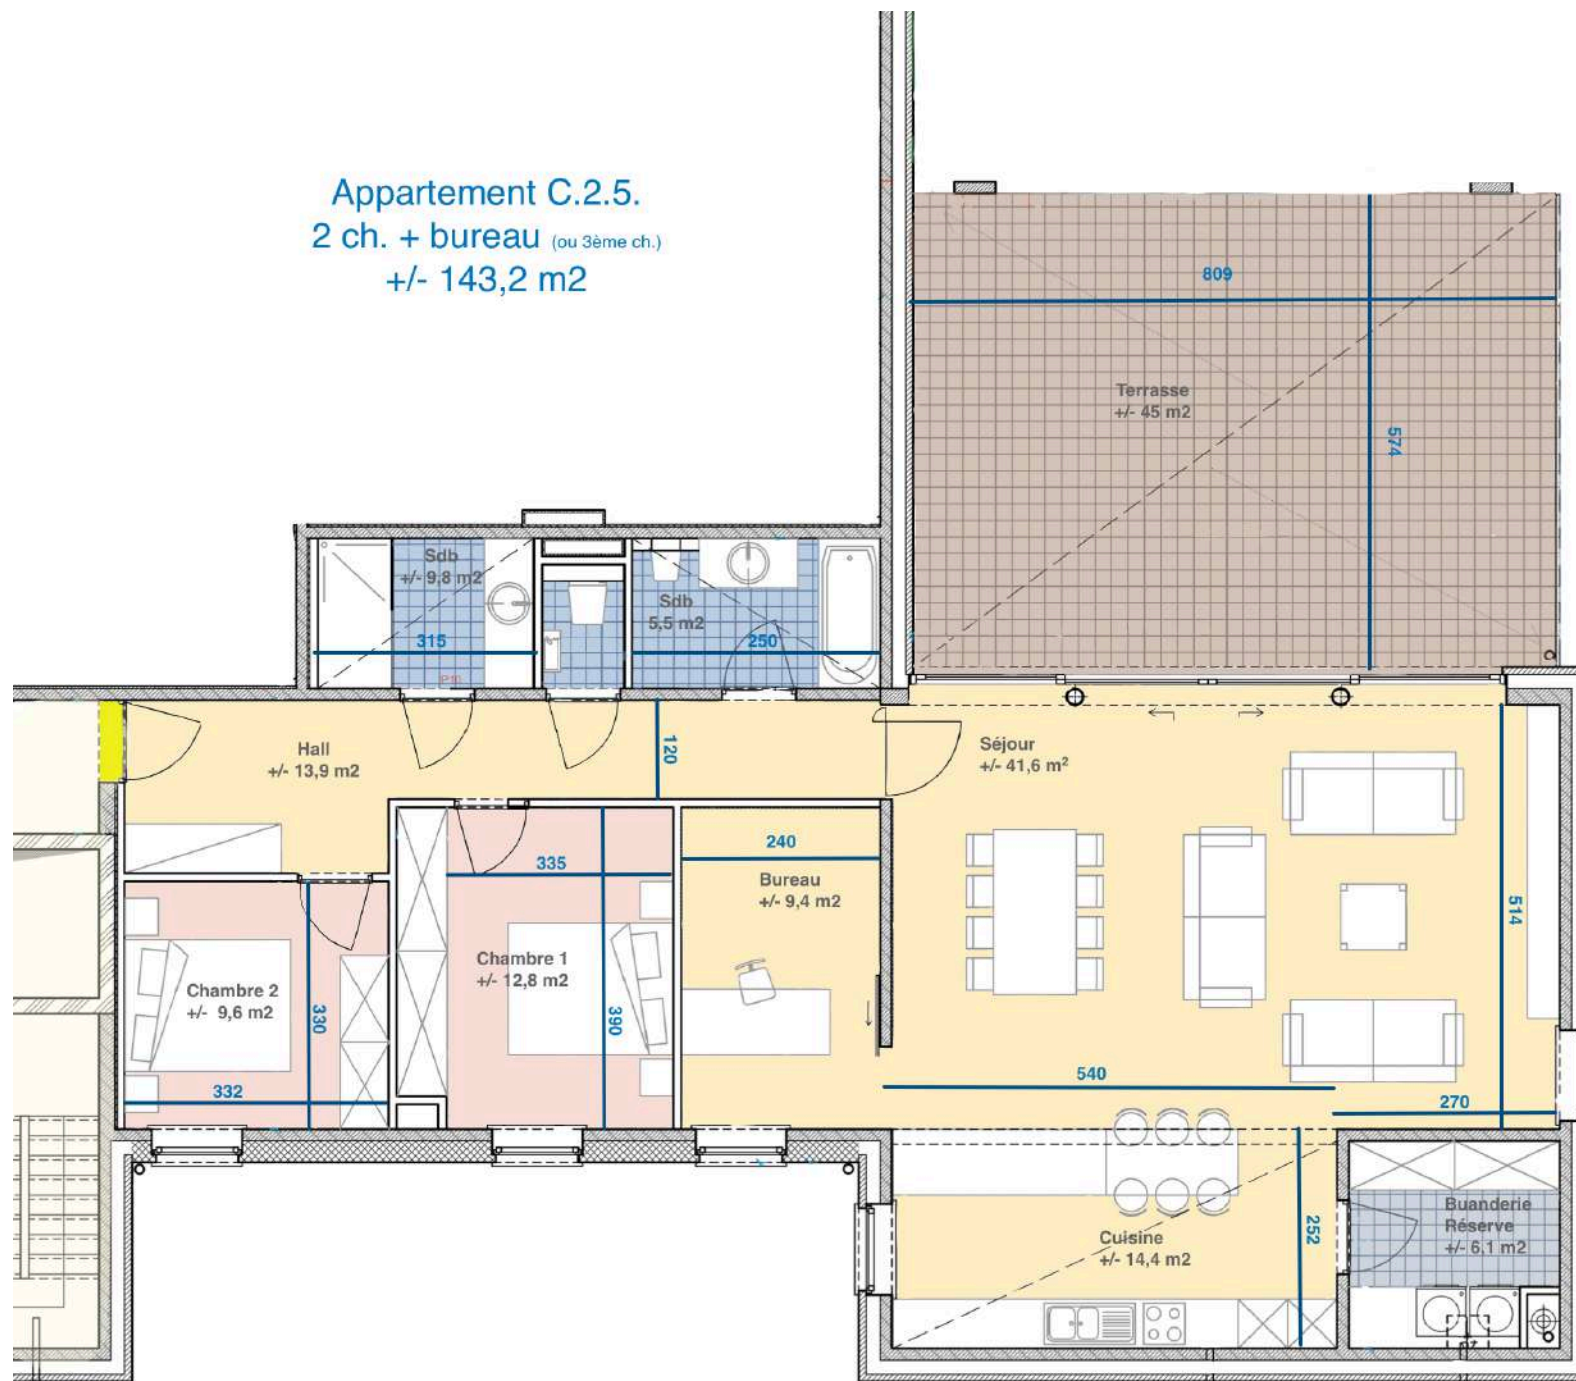 Appartement C.2.5.
2 ch. + bureau (ou 3ème ch.)
+/- 143,2 m2
809
Terrasse
+/- 45 m2
574
Sdb
+/- 9,8 m2
315
Sdb
5,5 m2
250
Hall
+/- 13,9 m2
120
Séjour
+/- 41,6 m²
335
240
Bureau
+/- 9,4 m2
514
Chambre 1
+/- 12,8 m2
390
Chambre 2
+/- 9,6 m2
330
332
540
270
Cuisine
+/- 14,4 m2
252
Buanderie
Réserve
+/- 6,1 m2